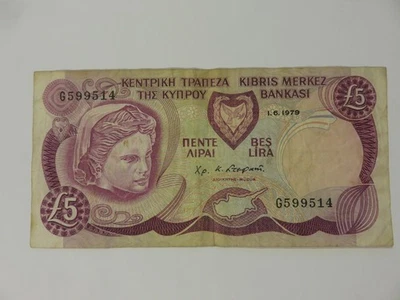 ΚΕΝΤΡΙΚΗ ΤΡΑΠΕΖΑ KIBRIS MERKEZ
ΤΗΣ ΚΥΠΡΟΥ BANKASI
G599514
£5
1.6.1979
ΠΕΝΤΕ BEŞ
ΛΙΡΑΙ LİRA
G599514
£5